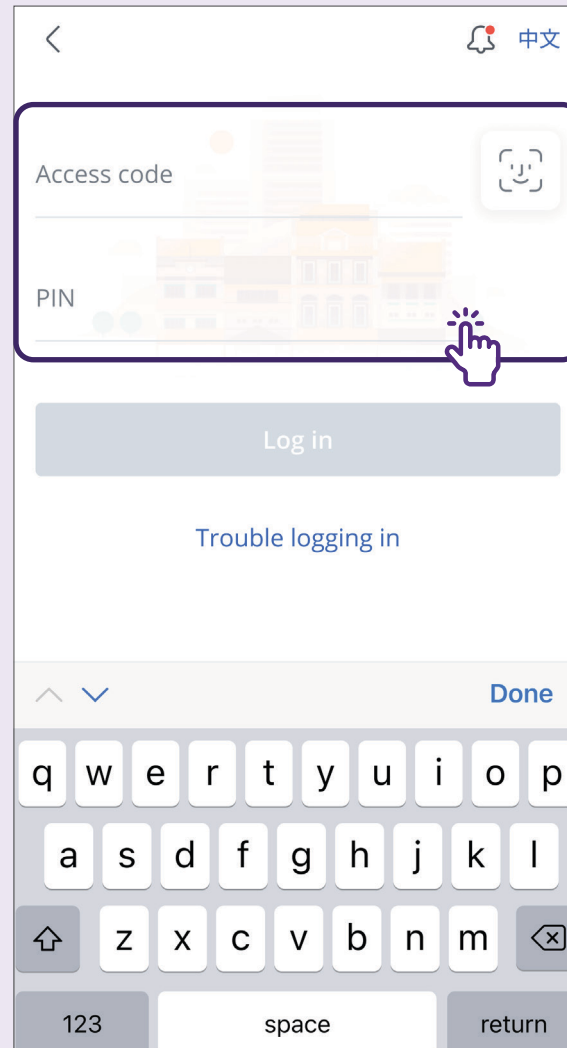 中文
Access code
PIN
Log in
Trouble logging in
Done
q w e r t y u i o p
a s d f g h j k l
z x c v b n m
123 space return